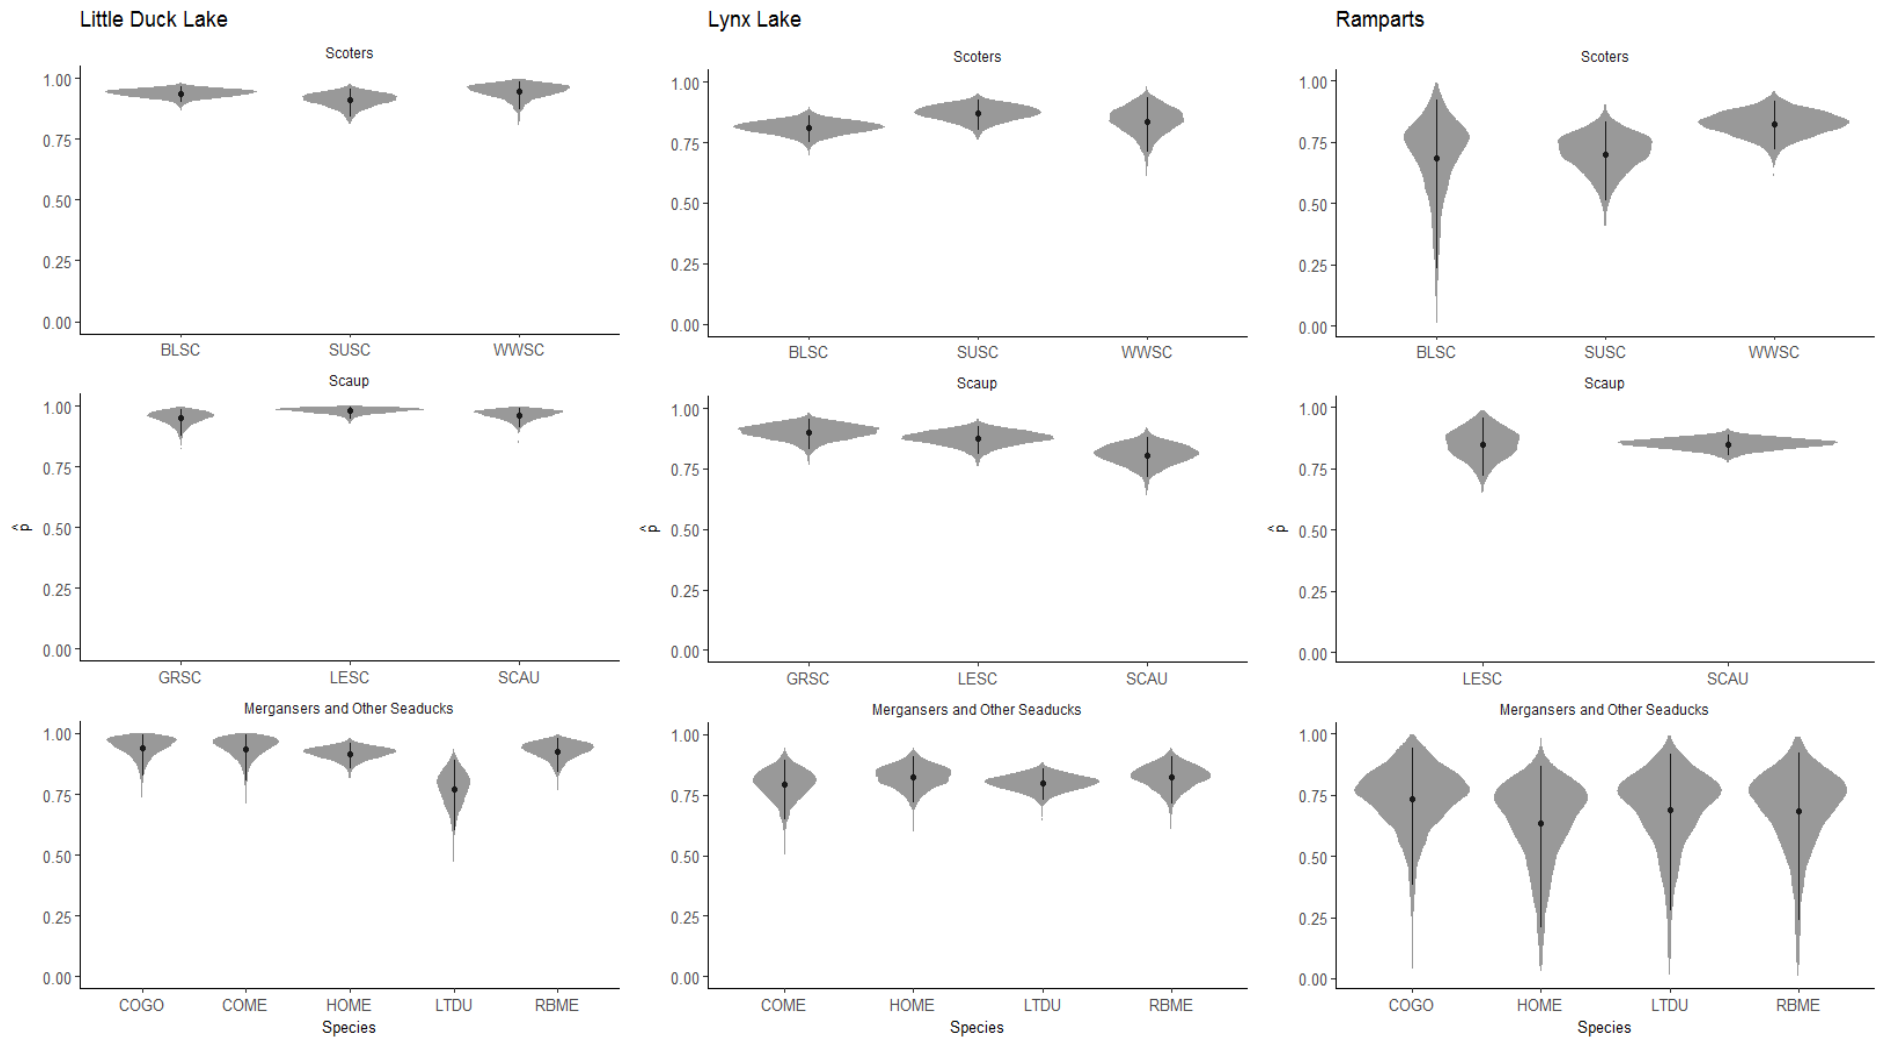 Little Duck Lake
Scoters
1.00
0.75
0.50
0.25
0.00
BLSC SUSC WWSC
Scaup
1.00
0.75
0.50
0.25
0.00
GRSC LESC SCAU
Mergansers and Other Seaducks
1.00
0.75
0.50
0.25
0.00
COGO COME HOME LTDU RBME
Species
p̂
Lynx Lake
Scoters
1.00
0.75
0.50
0.25
0.00
BLSC SUSC WWSC
Scaup
1.00
0.75
0.50
0.25
0.00
GRSC LESC SCAU
Mergansers and Other Seaducks
1.00
0.75
0.50
0.25
0.00
COME HOME LTDU RBME
Species
p̂
Ramparts
Scoters
1.00
0.75
0.50
0.25
0.00
BLSC SUSC WWSC
Scaup
1.00
0.75
0.50
0.25
0.00
LESC SCAU
Mergansers and Other Seaducks
1.00
0.75
0.50
0.25
0.00
COGO HOME LTDU RBME
Species
p̂